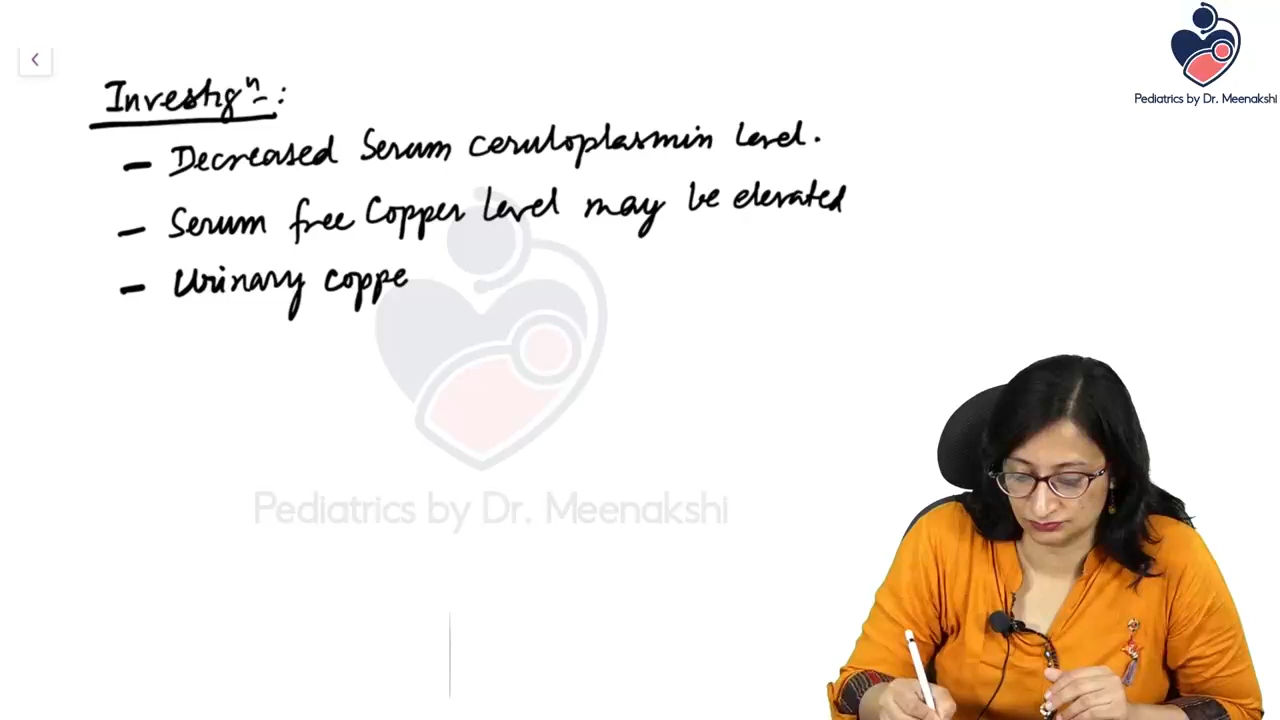 Pediatrics by Dr. Meenakshi
Investigⁿ :
- Decreased Serum ceruloplasmin level.
- Serum free Copper level may be elevated
- Urinary coppe
Pediatrics by Dr. Meenakshi